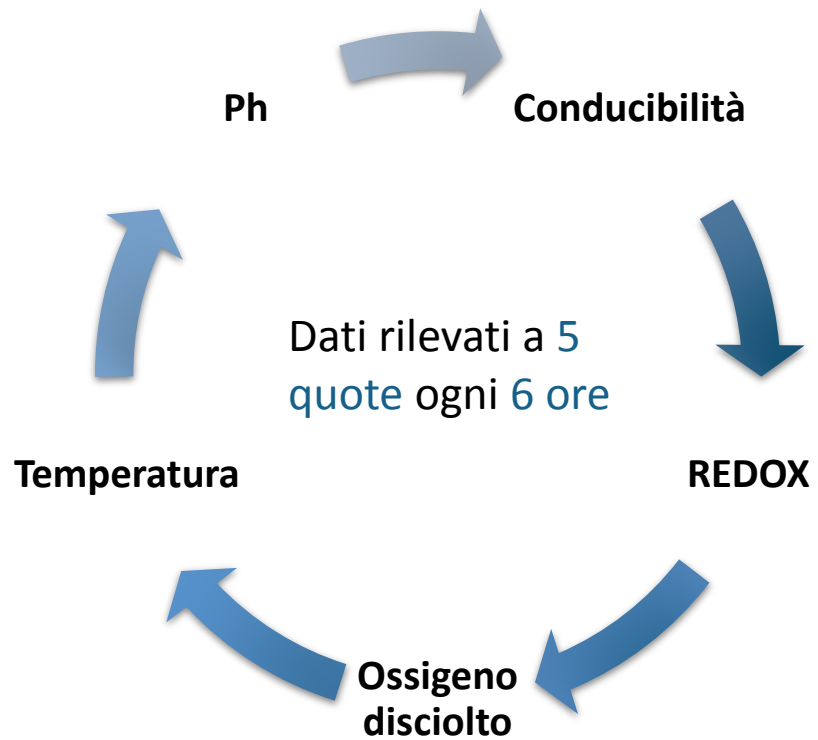 Ph
Conducibilità
Dati rilevati a 5
quote ogni 6 ore
Temperatura
REDOX
Ossigeno
disciolto